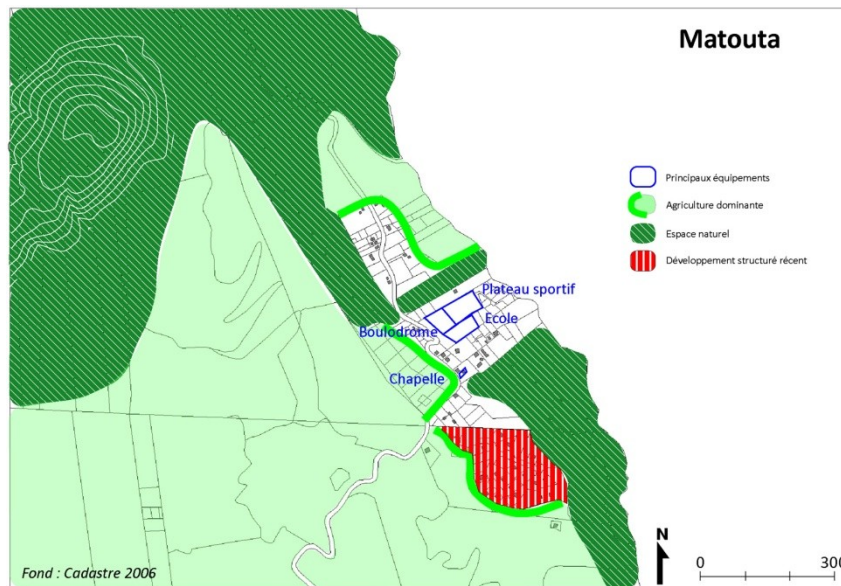 Matouta
Principaux équipements
Agriculture dominante
Espace naturel
Développement structuré récent
Plateau sportif
Ecole
Boulodrome
Chapelle
N
0
300
Fond : Cadastre 2006